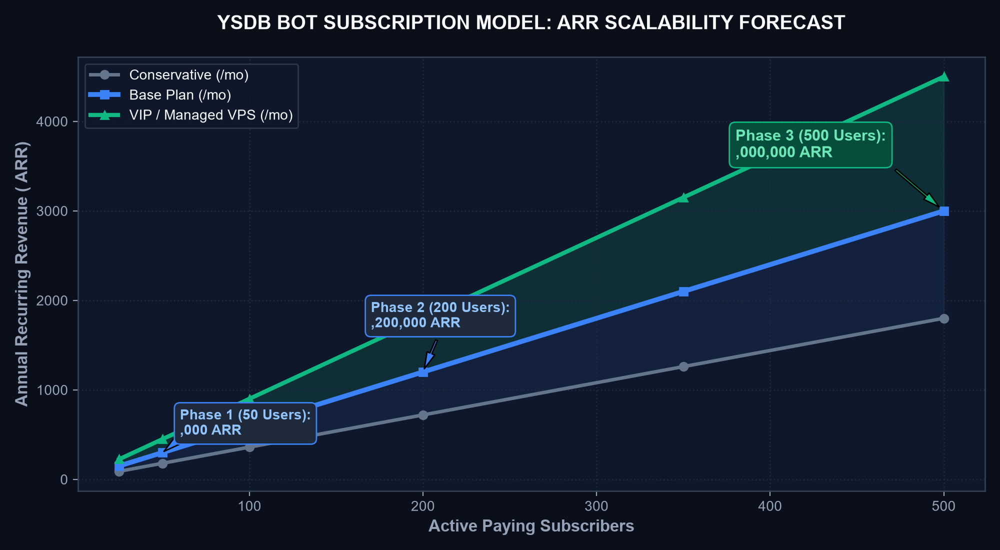 YSDB BOT SUBSCRIPTION MODEL: ARR SCALABILITY FORECAST
Conservative (/mo)
Base Plan (/mo)
VIP / Managed VPS (/mo)
Phase 3 (500 Users):
,000,000 ARR
Phase 2 (200 Users):
,200,000 ARR
Phase 1 (50 Users):
,000 ARR
Annual Recurring Revenue ( ARR)
4000
3000
2000
1000
0
100
200
300
400
500
Active Paying Subscribers